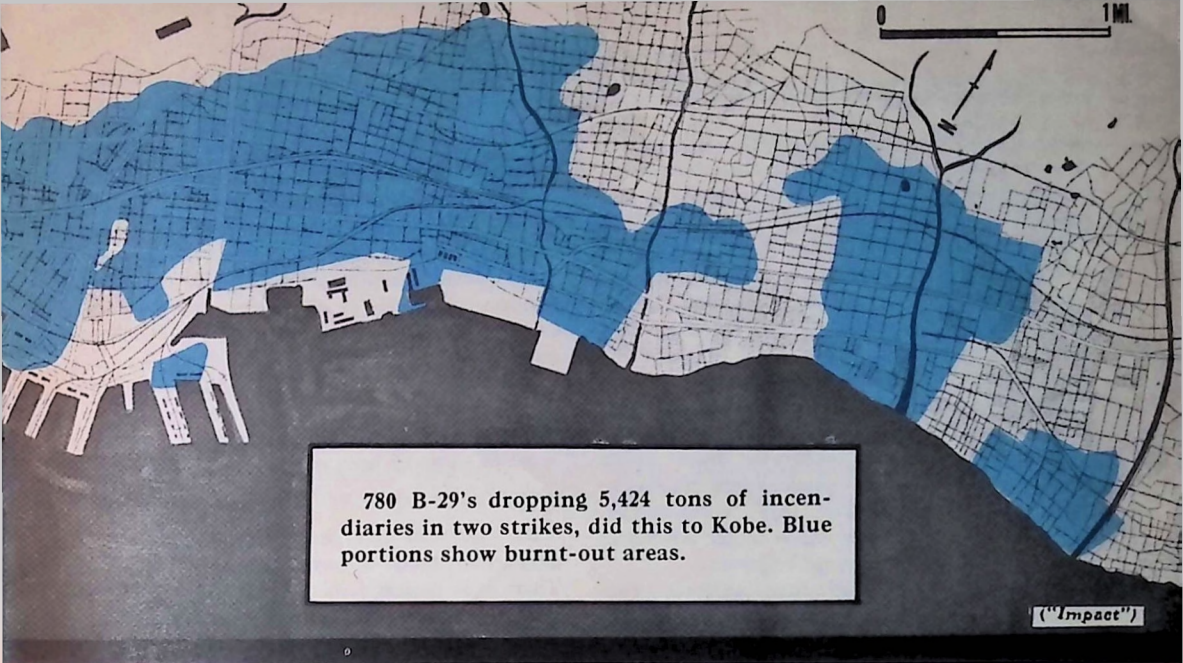 0 1 MI.
N
780 B-29's dropping 5,424 tons of incen-
diaries in two strikes, did this to Kobe. Blue
portions show burnt-out areas.
("Impact")